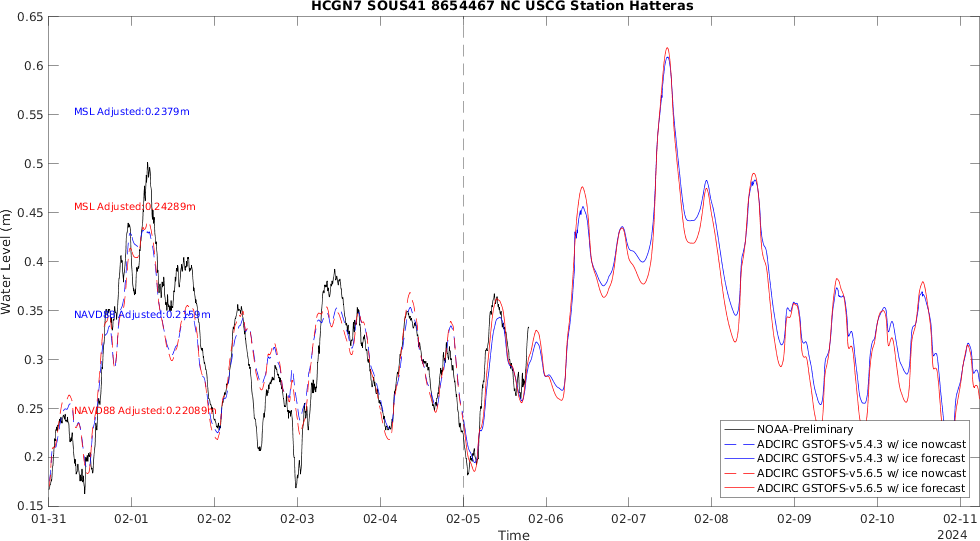 HCGN7 SOUS41 8654467 NC USCG Station Hatteras
0.65
0.6
0.55
0.5
0.45
0.4
0.35
0.3
0.25
0.2
0.15
Water Level (m)
MSL Adjusted:0.2379m
MSL Adjusted:0.24289m
NAVD88 Adjusted:0.2159m
NAVD88 Adjusted:0.22089m
NOAA-Preliminary
ADCIRC GSTOFS-v5.4.3 w/ ice nowcast
ADCIRC GSTOFS-v5.4.3 w/ ice forecast
ADCIRC GSTOFS-v5.6.5 w/ ice nowcast
ADCIRC GSTOFS-v5.6.5 w/ ice forecast
01-31 02-01 02-02 02-03 02-04 02-05 02-06 02-07 02-08 02-09 02-10 02-11
Time
2024